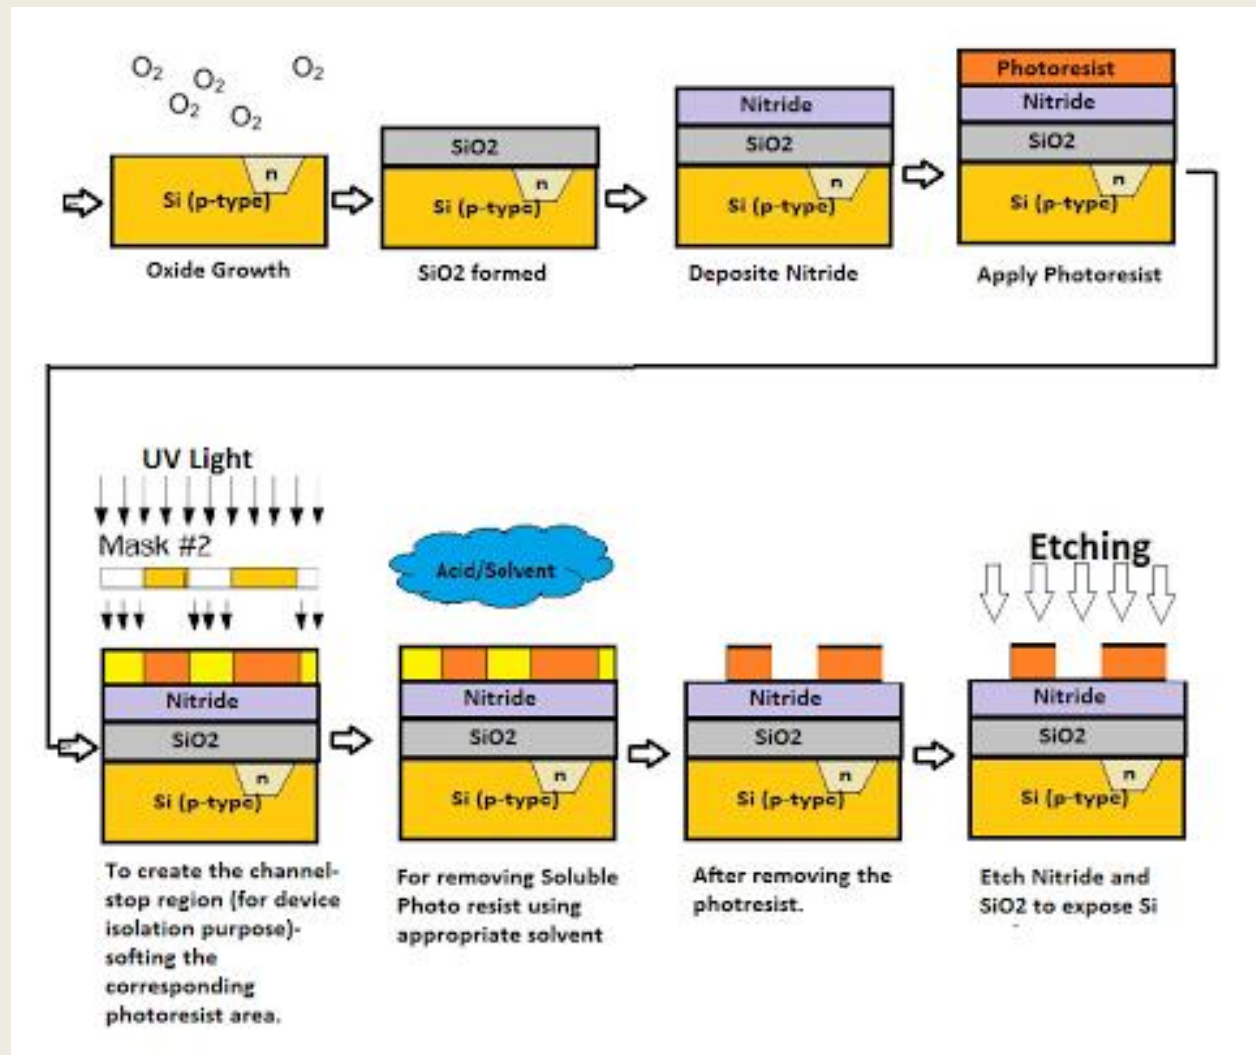 O2 O2 O2
O2 O2
n
Si (p-type)
Oxide Growth
SiO2
n
Si (p-type)
SiO2 formed
Nitride
SiO2
n
Si (p-type)
Deposite Nitride
Photoresist
Nitride
SiO2
n
Si (p-type)
Apply Photoresist
UV Light
Mask #2
Nitride
SiO2
n
Si (p-type)
To create the channel-
stop region (for device
isolation purpose)-
softing the
corresponding
photoresist area.
Acid/Solvent
Nitride
SiO2
n
Si (p-type)
For removing Soluble
Photo resist using
appropriate solvent
Nitride
SiO2
n
Si (p-type)
After removing the
photresist.
Etching
Nitride
SiO2
n
Si (p-type)
Etch Nitride and
SiO2 to expose Si